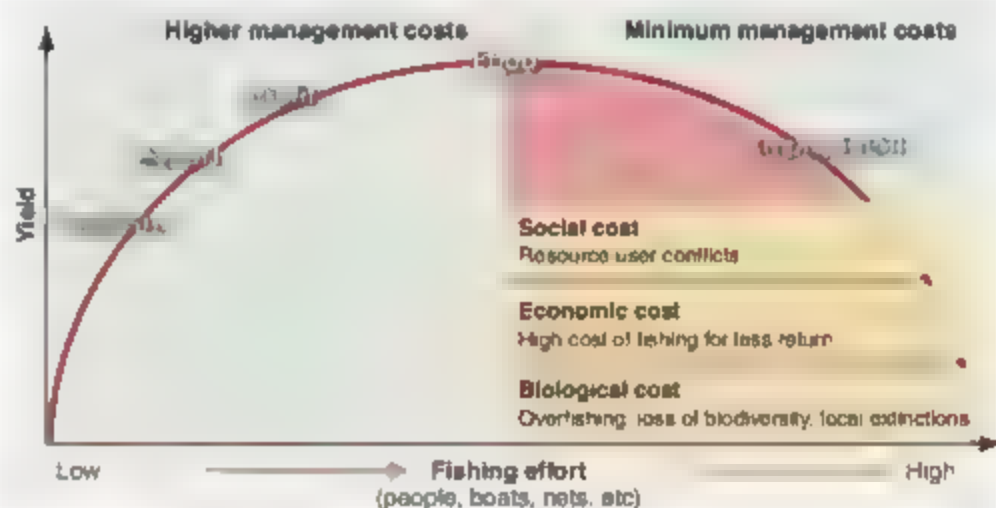 Higher management costs
Minimum management costs
Yield
Social cost
Resource user conflicts
Economic cost
High cost of fishing for less return
Biological cost
Overfishing, loss of biodiversity, local extinctions
Low
Fishing effort
High
(people, boats, nets, etc)